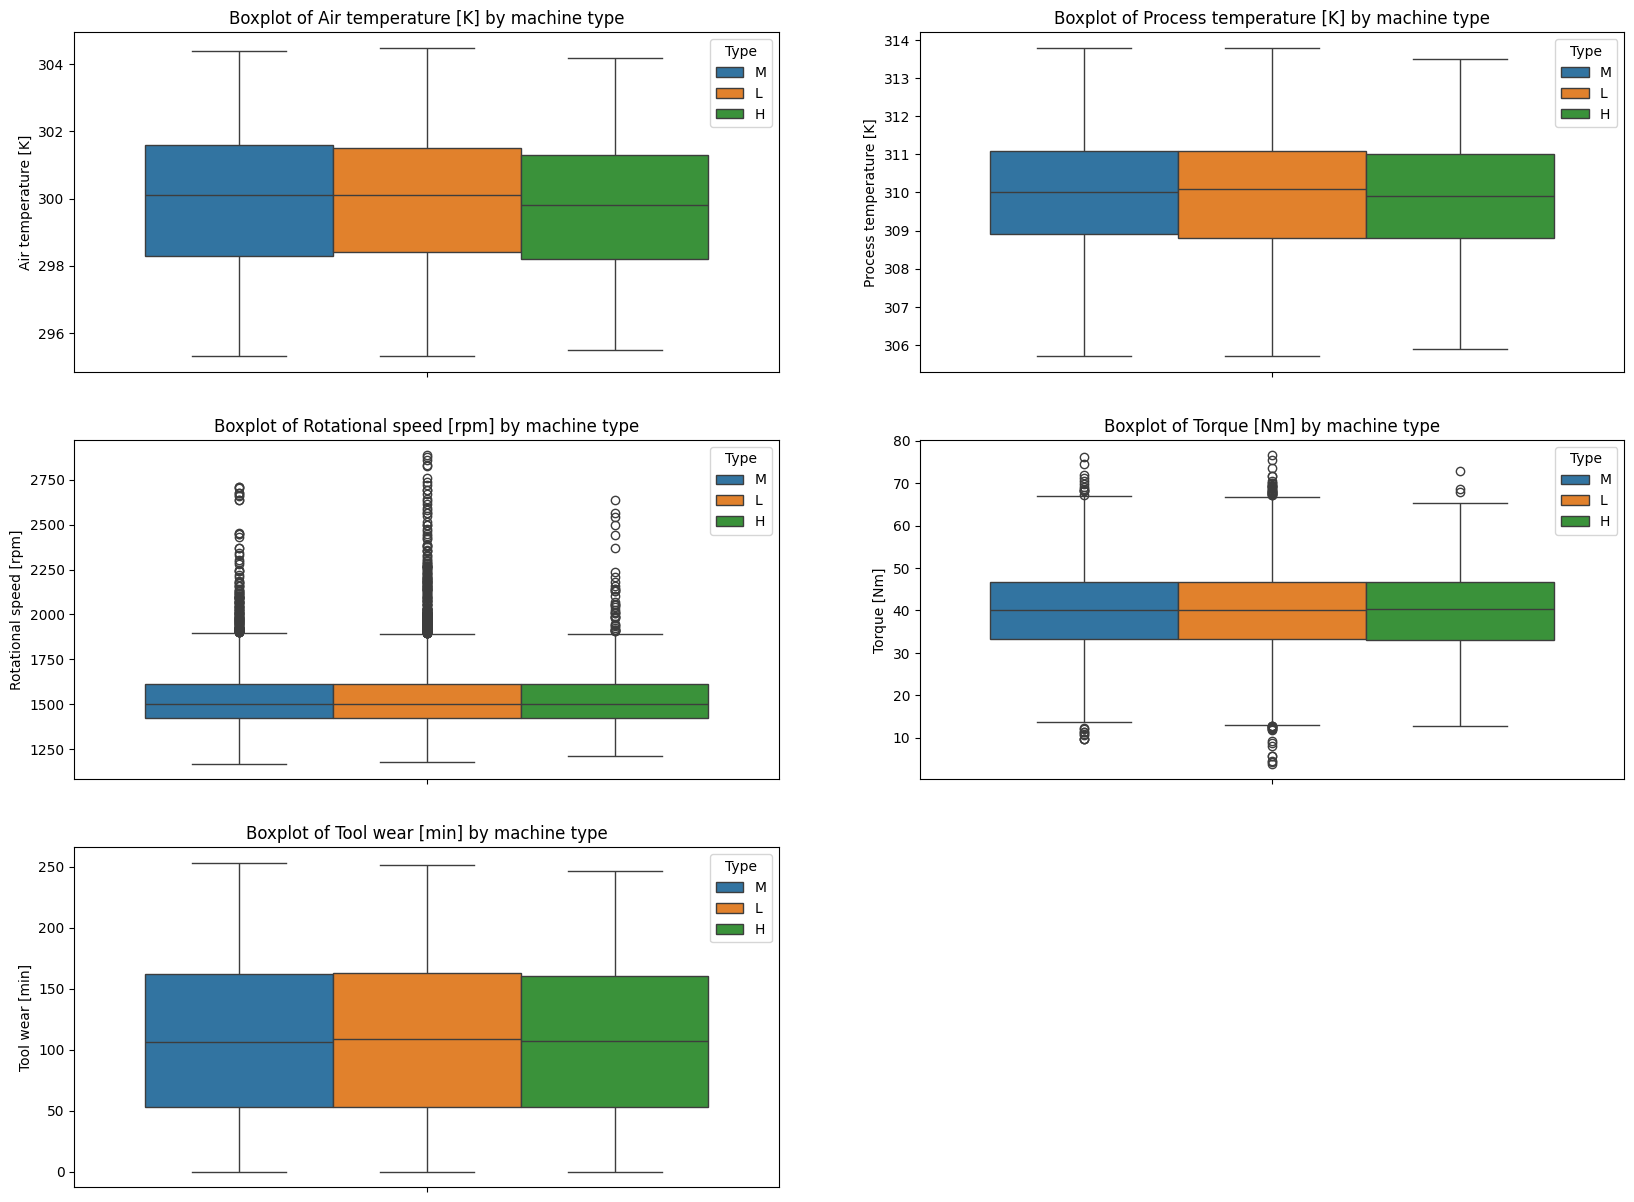 Boxplot of Air temperature [K] by machine type
Air temperature [K]
304
302
300
298
296
Type
M
L
H
Boxplot of Process temperature [K] by machine type
Process temperature [K]
314
313
312
311
310
309
308
307
306
Type
M
L
H
Boxplot of Rotational speed [rpm] by machine type
Rotational speed [rpm]
2750
2500
2250
2000
1750
1500
1250
Type
M
L
H
Boxplot of Torque [Nm] by machine type
Torque [Nm]
80
70
60
50
40
30
20
10
Type
M
L
H
Boxplot of Tool wear [min] by machine type
Tool wear [min]
250
200
150
100
50
0
Type
M
L
H